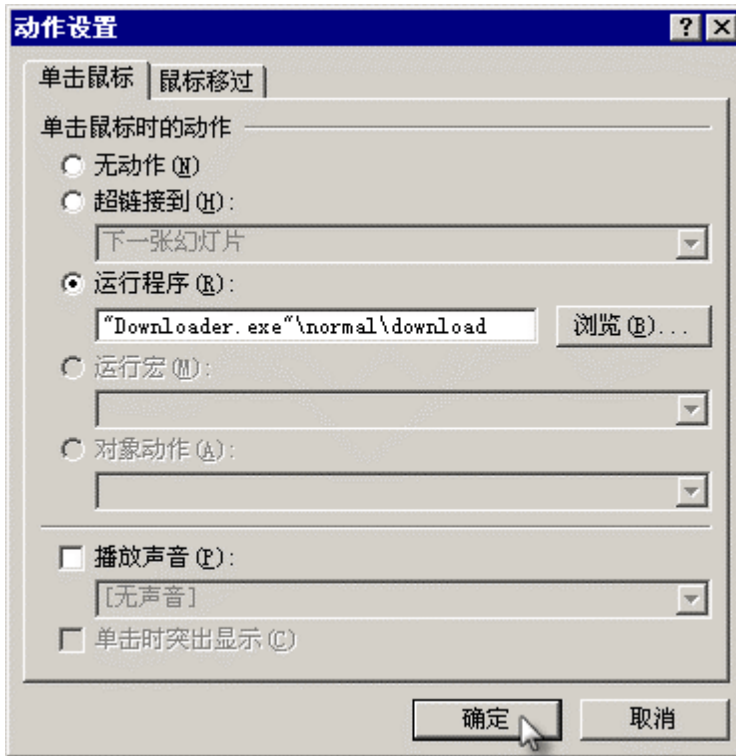 动作设置
单击鼠标 鼠标移过
单击鼠标时的动作
无动作(N)
超链接到(H):
下一张幻灯片
运行程序(R):
“Downloader.exe“\normal\download 浏览(B)...
运行宏(M):
对象动作(A):
播放声音(P):
[无声音]
单击时突出显示(C)
确定 取消